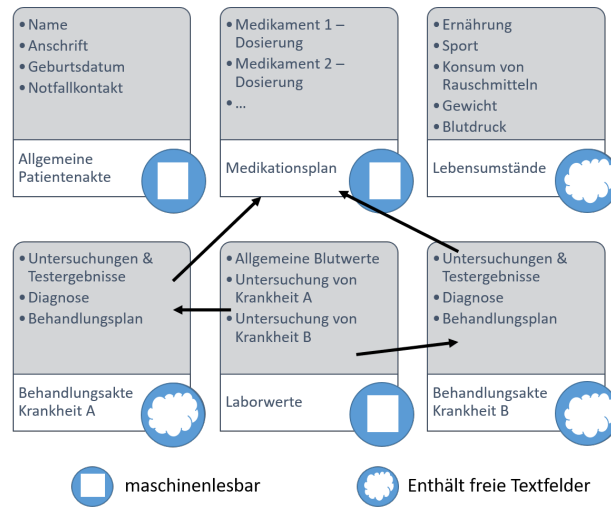 • Name
• Anschrift
• Geburtsdatum
• Notfallkontakt
Allgemeine
Patientenakte
• Medikament 1 –
Dosierung
• Medikament 2 –
Dosierung
• ...
Medikationsplan
• Ernährung
• Sport
• Konsum von
Rauschmitteln
• Gewicht
• Blutdruck
Lebensumstände
• Untersuchungen &
Testergebnisse
• Diagnose
• Behandlungsplan
Behandlungsakte
Krankheit A
• Allgemeine Blutwerte
• Untersuchung von
Krankheit A
• Untersuchung von
Krankheit B
Laborwerte
• Untersuchungen &
Testergebnisse
• Diagnose
• Behandlungsplan
Behandlungsakte
Krankheit B
maschinenlesbar
Enthält freie Textfelder